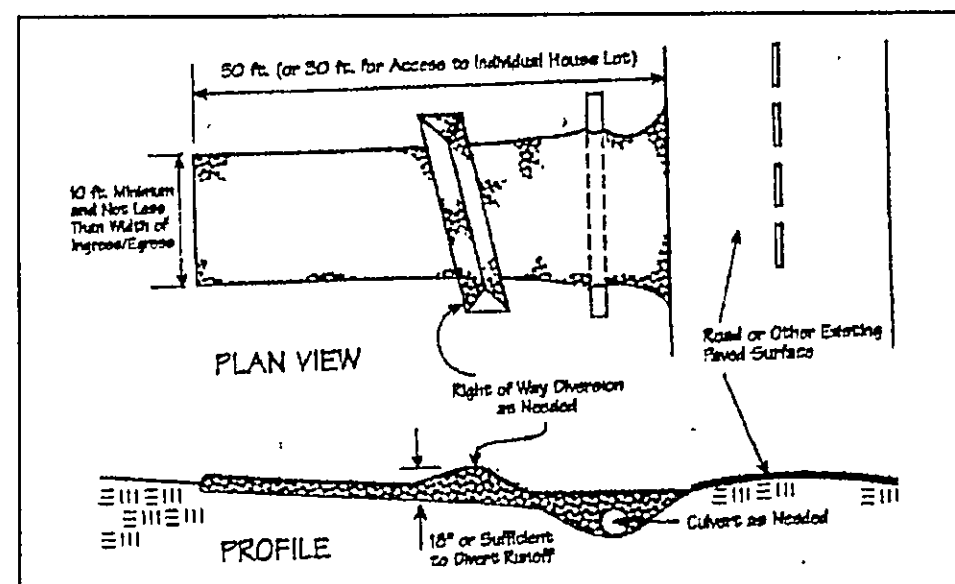 50 ft. (or 30 ft. for Access to Individual House Lot)
10 ft. Minimum
and Not Less
Than Width of
Ingress/Egress
Road or Other Existing
Paved Surface
PLAN VIEW
Right of Way Diversion
as Needed
Culvert as Needed
18" or Sufficient
to Divert Runoff
PROFILE